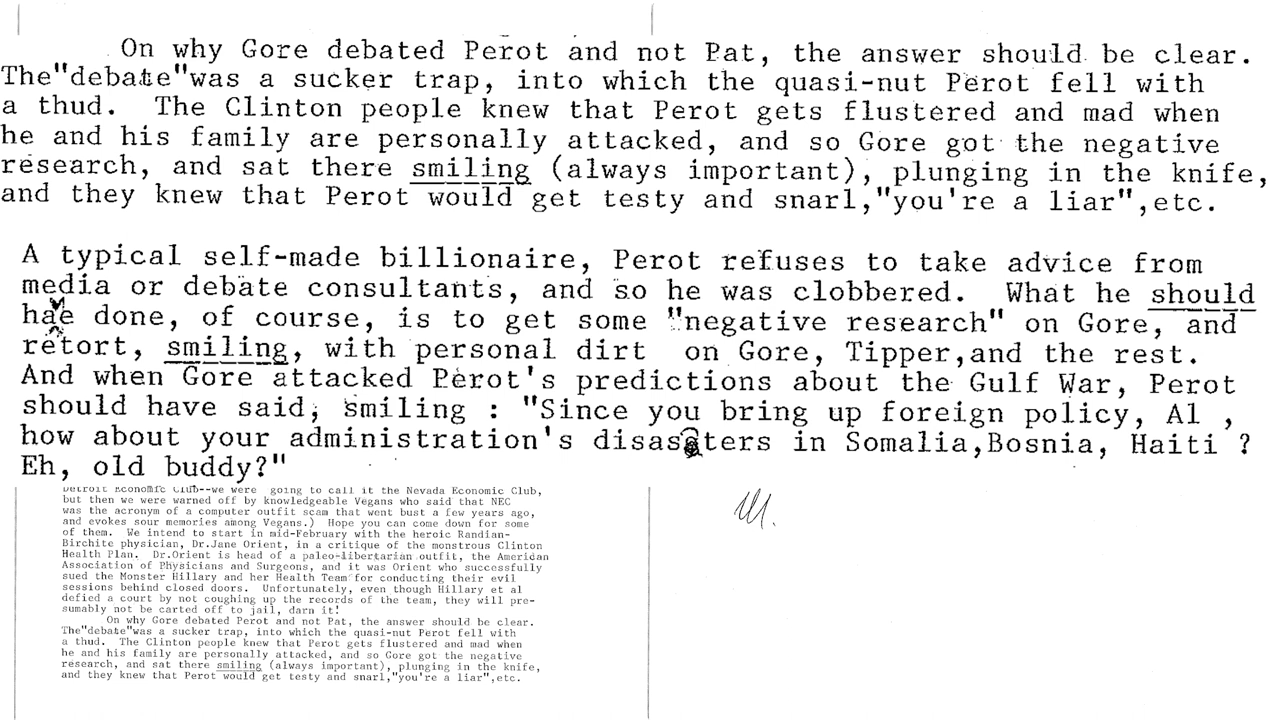 On why Gore debated Perot and not Pat, the answer should be clear.
The"debate"was a sucker trap, into which the quasi-nut Perot fell with
a thud. The Clinton people knew that Perot gets flustered and mad when
he and his family are personally attacked, and so Gore got the negative
research, and sat there smiling (always important), plunging in the knife,
and they knew that Perot would get testy and snarl,"you're a liar",etc.
A typical self-made billionaire, Perot refuses to take advice from
media or debate consultants, and so he was clobbered. What he should
have done, of course, is to get some "negative research" on Gore, and
retort, smiling, with personal dirt on Gore, Tipper,and the rest.
And when Gore attacked Perot's predictions about the Gulf War, Perot
should have said, smiling : "Since you bring up foreign policy, Al ,
how about your administration's disasters in Somalia,Bosnia, Haiti ?
Eh, old buddy?"
Detroit Economic Club--we were going to call it the Nevada Economic Club,
but then we were warned off by knowledgeable Vegans who said that NEC
was the acronym of a computer outfit scam that went bust a few years ago,
and evokes sour memories among Vegans.) Hope you can come down for some
of them. We intend to start in mid-February with the heroic Randian-
Birchite physician, Dr.Jane Orient, in a critique of the monstrous Clinton
Health Plan. Dr.Orient is head of a paleo-libertarian outfit, the American
Association of Physicians and Surgeons, and it was Orient who successfully
sued the Monster Hillary and her Health Team for conducting their evil
sessions behind closed doors. Unfortunately, even though Hillary et al
defied a court by not coughing up the records of the team, they will pre-
sumably not be carted off to jail, darn it!
On why Gore debated Perot and not Pat, the answer should be clear.
The"debate"was a sucker trap, into which the quasi-nut Perot fell with
a thud. The Clinton people knew that Perot gets flustered and mad when
he and his family are personally attacked, and so Gore got the negative
research, and sat there smiling (always important), plunging in the knife,
and they knew that Perot would get testy and snarl,"you're a liar",etc.